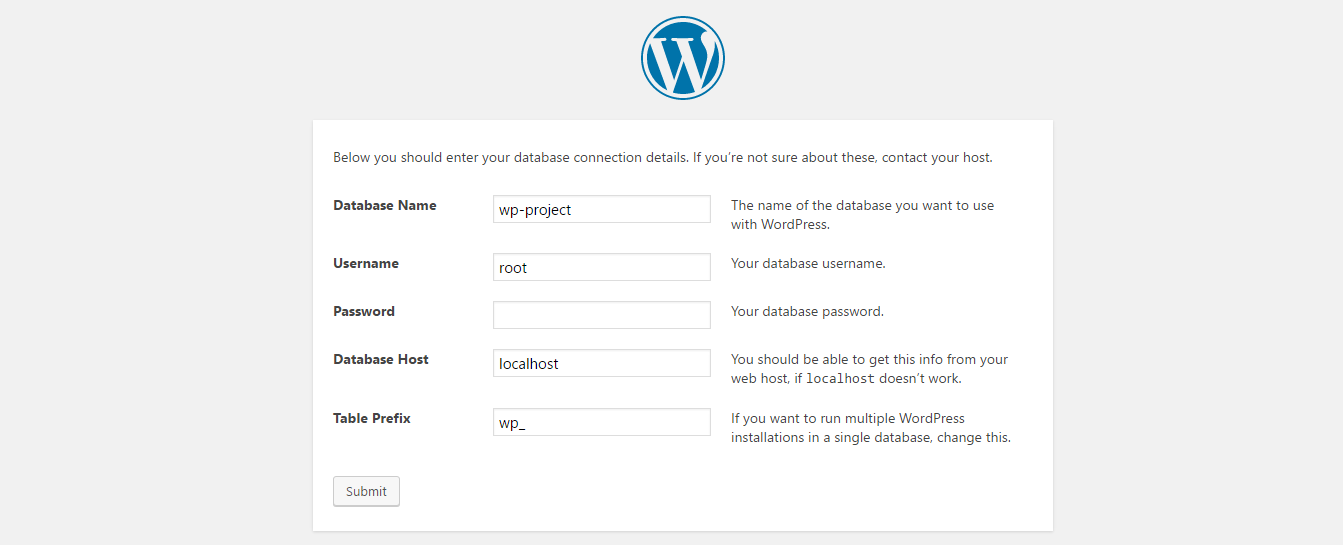 Below you should enter your database connection details. If you’re not sure about these, contact your host.
Database Name
wp-project
The name of the database you want to use
with WordPress.
Username
root
Your database username.
Password
Your database password.
Database Host
localhost
You should be able to get this info from your
web host, if localhost doesn’t work.
Table Prefix
wp_
If you want to run multiple WordPress
installations in a single database, change this.
Submit